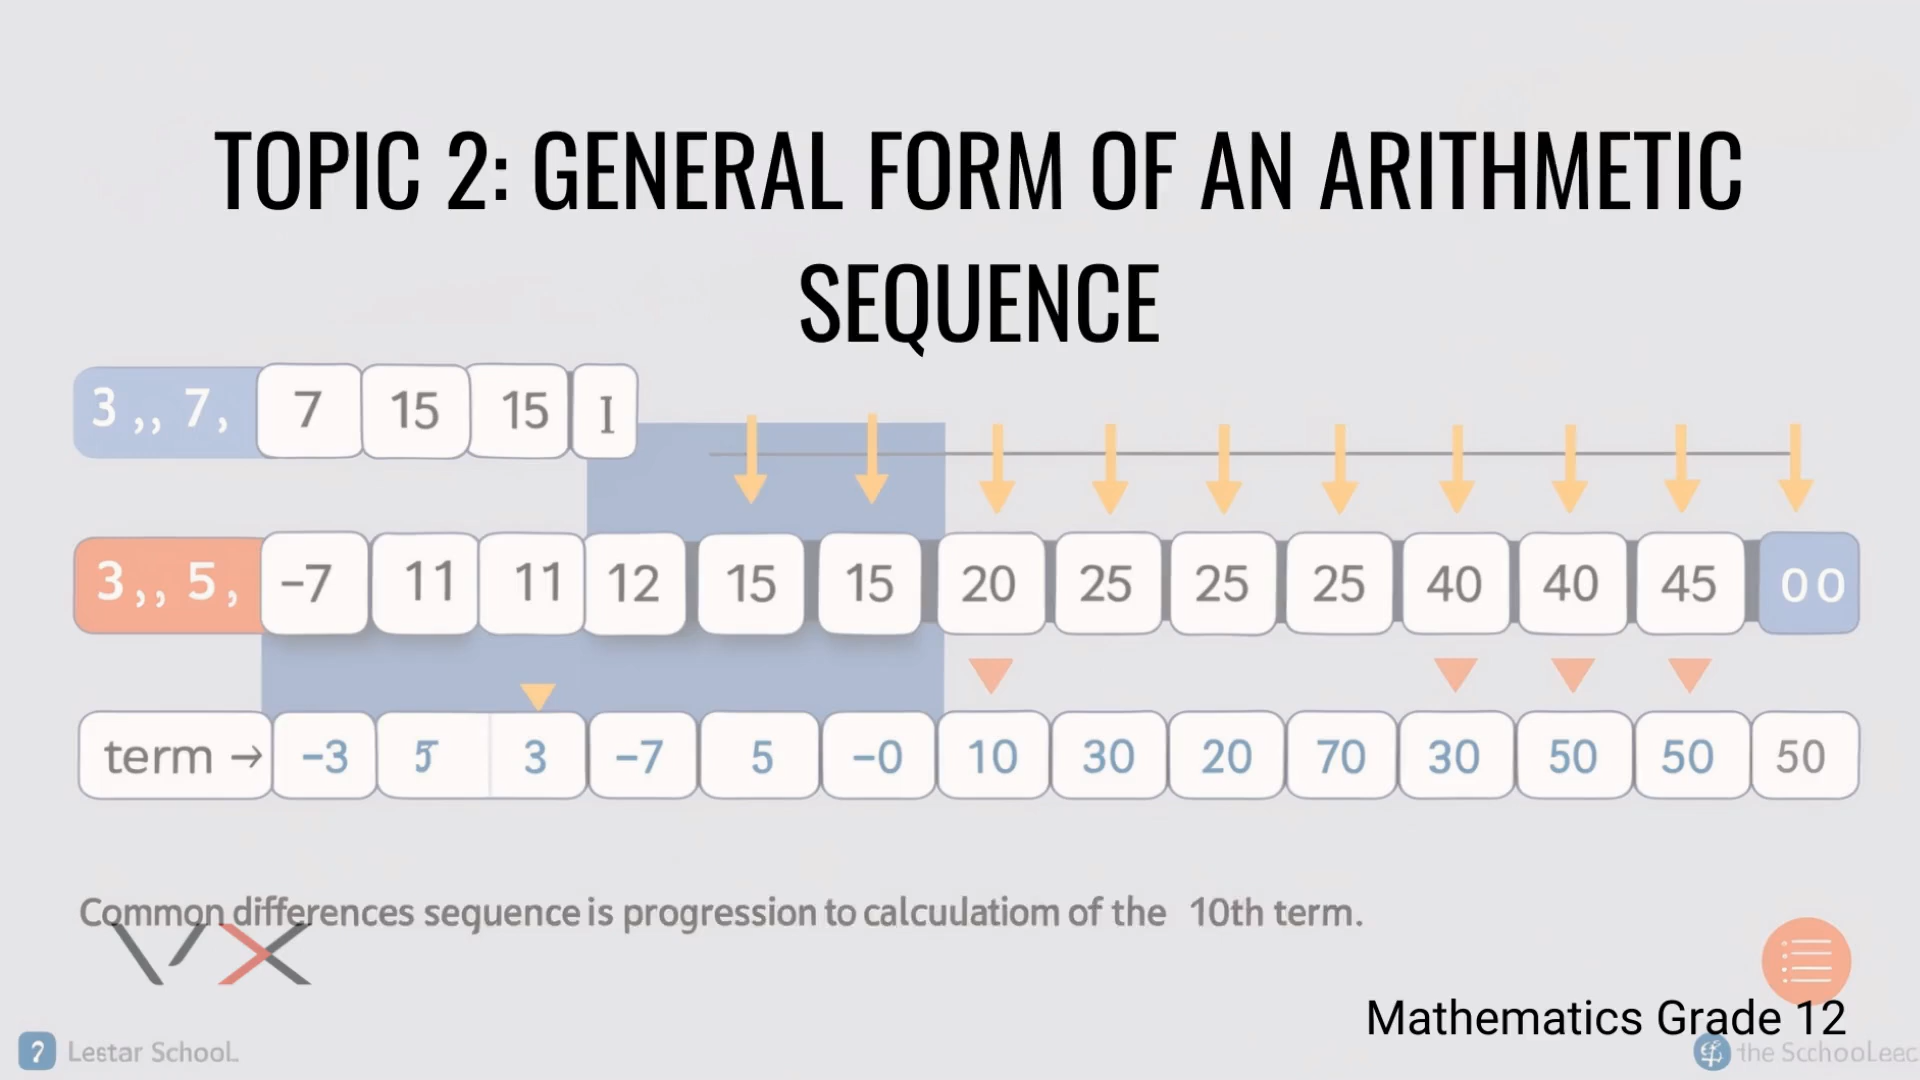 TOPIC 2: GENERAL FORM OF AN ARITHMETIC
SEQUENCE
3 ,, 7, 7 15 15 I
3,, 5, −7 11 11 12 15 15 20 25 25 25 40 40 45 00
term → −3 5 3 −7 5 −0 10 30 20 70 30 50 50 50
Common differences sequence is progression to calculatiom of the 10th term.
Mathematics Grade 12
? Lestar School
the Scchooleec